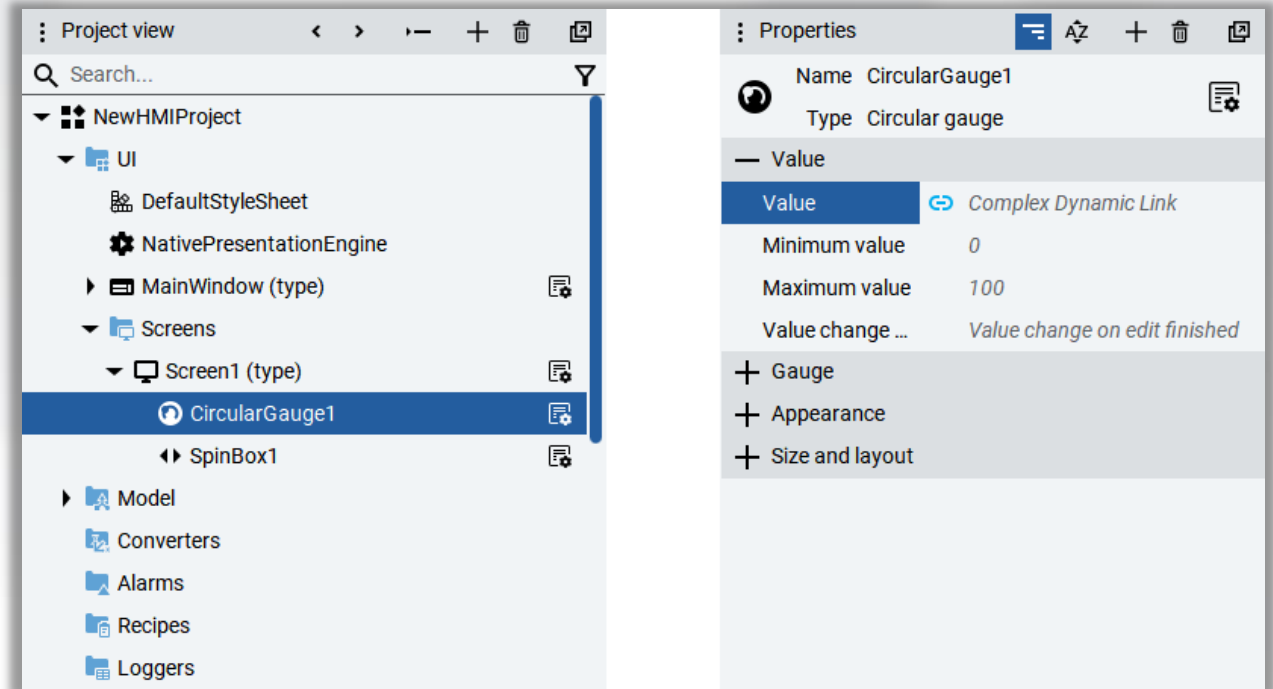 Project view
Search...
NewHMIProject
UI
DefaultStyleSheet
NativePresentationEngine
MainWindow (type)
Screens
Screen1 (type)
CircularGauge1
SpinBox1
Model
Converters
Alarms
Recipes
Loggers
Properties
Name CircularGauge1
Type Circular gauge
Value
Value Complex Dynamic Link
Minimum value 0
Maximum value 100
Value change ... Value change on edit finished
Gauge
Appearance
Size and layout